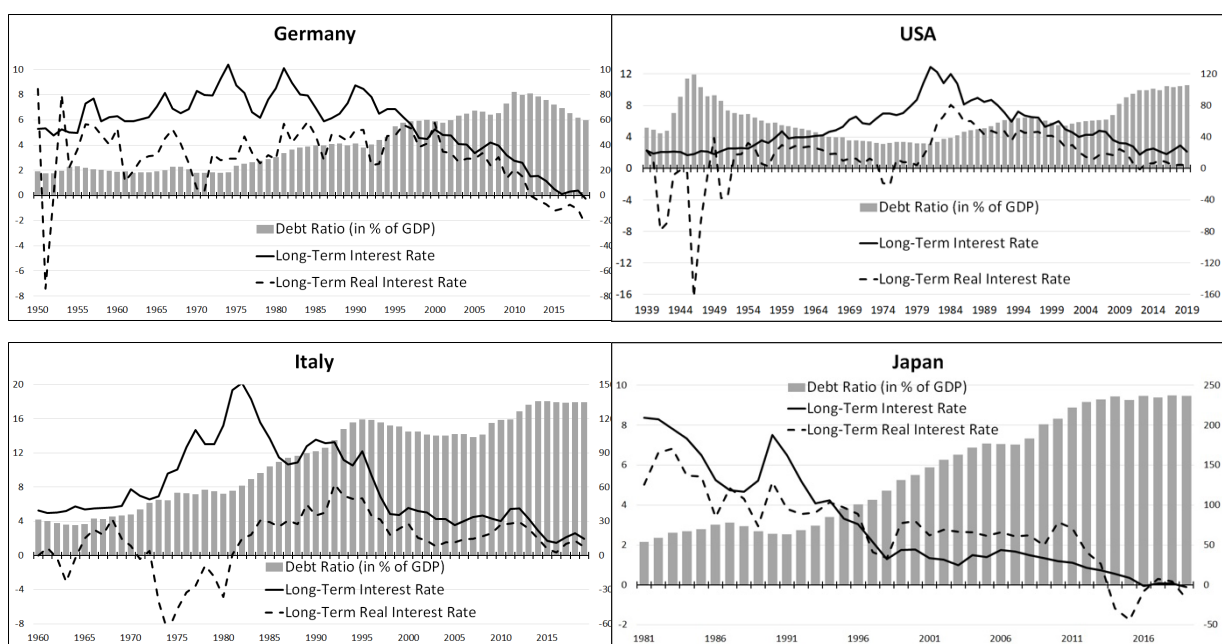 Germany
10 10
8 80
6 60
4 40
2 20
0 0
-2 -20
-4 -40
-6 -60
-8 -80
Debt Ratio (in % of GDP)
Long-Term Interest Rate
Long-Term Real Interest Rate
1950 1955 1960 1965 1970 1975 1980 1985 1990 1995 2000 2005 2010 2015
USA
12 120
8 80
4 40
0 0
-4 -40
-8 -80
-12 -120
-16 -160
Debt Ratio (in % of GDP)
Long-Term Interest Rate
Long-Term Real Interest Rate
1939 1944 1949 1954 1959 1964 1969 1974 1979 1984 1989 1994 1999 2004 2009 2014 2019
Italy
20 150
16 120
12 90
8 60
4 30
0 0
-4 -30
-8 -60
Debt Ratio (in % of GDP)
Long-Term Interest Rate
Long-Term Real Interest Rate
1960 1965 1970 1975 1980 1985 1990 1995 2000 2005 2010 2015
Japan
Debt Ratio (in % of GDP)
Long-Term Interest Rate
Long-Term Real Interest Rate
10 250
8 200
6 150
4 100
2 50
0 0
-2 -50
1981 1986 1991 1996 2001 2006 2011 2016